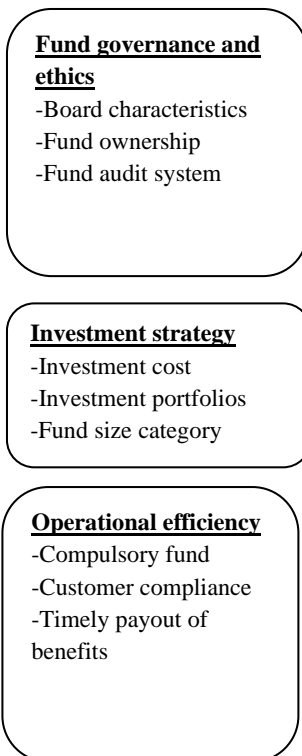 Fund governance and
ethics
-Board characteristics
-Fund ownership
-Fund audit system
Investment strategy
-Investment cost
-Investment portfolios
-Fund size category
Operational efficiency
-Compulsory fund
-Customer compliance
-Timely payout of
benefits